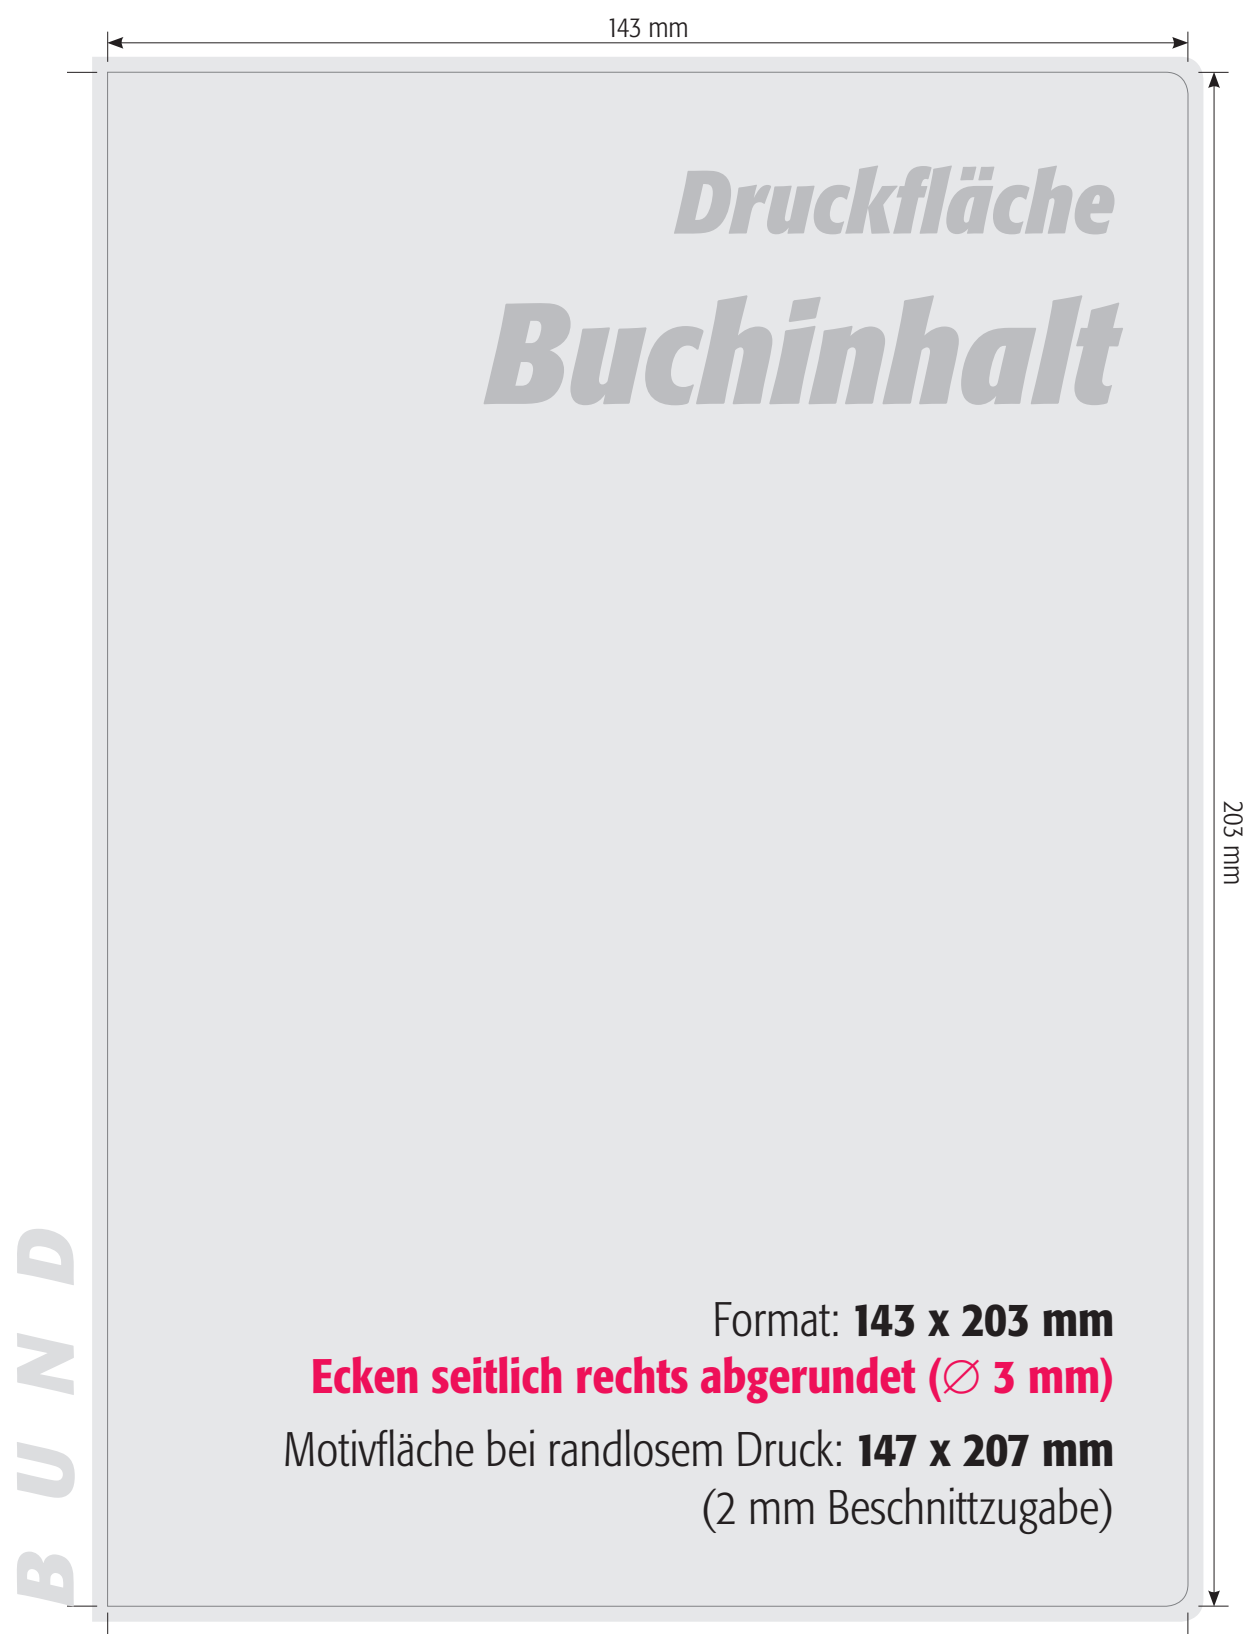 143 mm
Druckfläche
Buchinhalt
203 mm
BUND
Format: 143 x 203 mm
Ecken seitlich rechts abgerundet (∅ 3 mm)
Motivfläche bei randlosem Druck: 147 x 207 mm
(2 mm Beschnittzugabe)